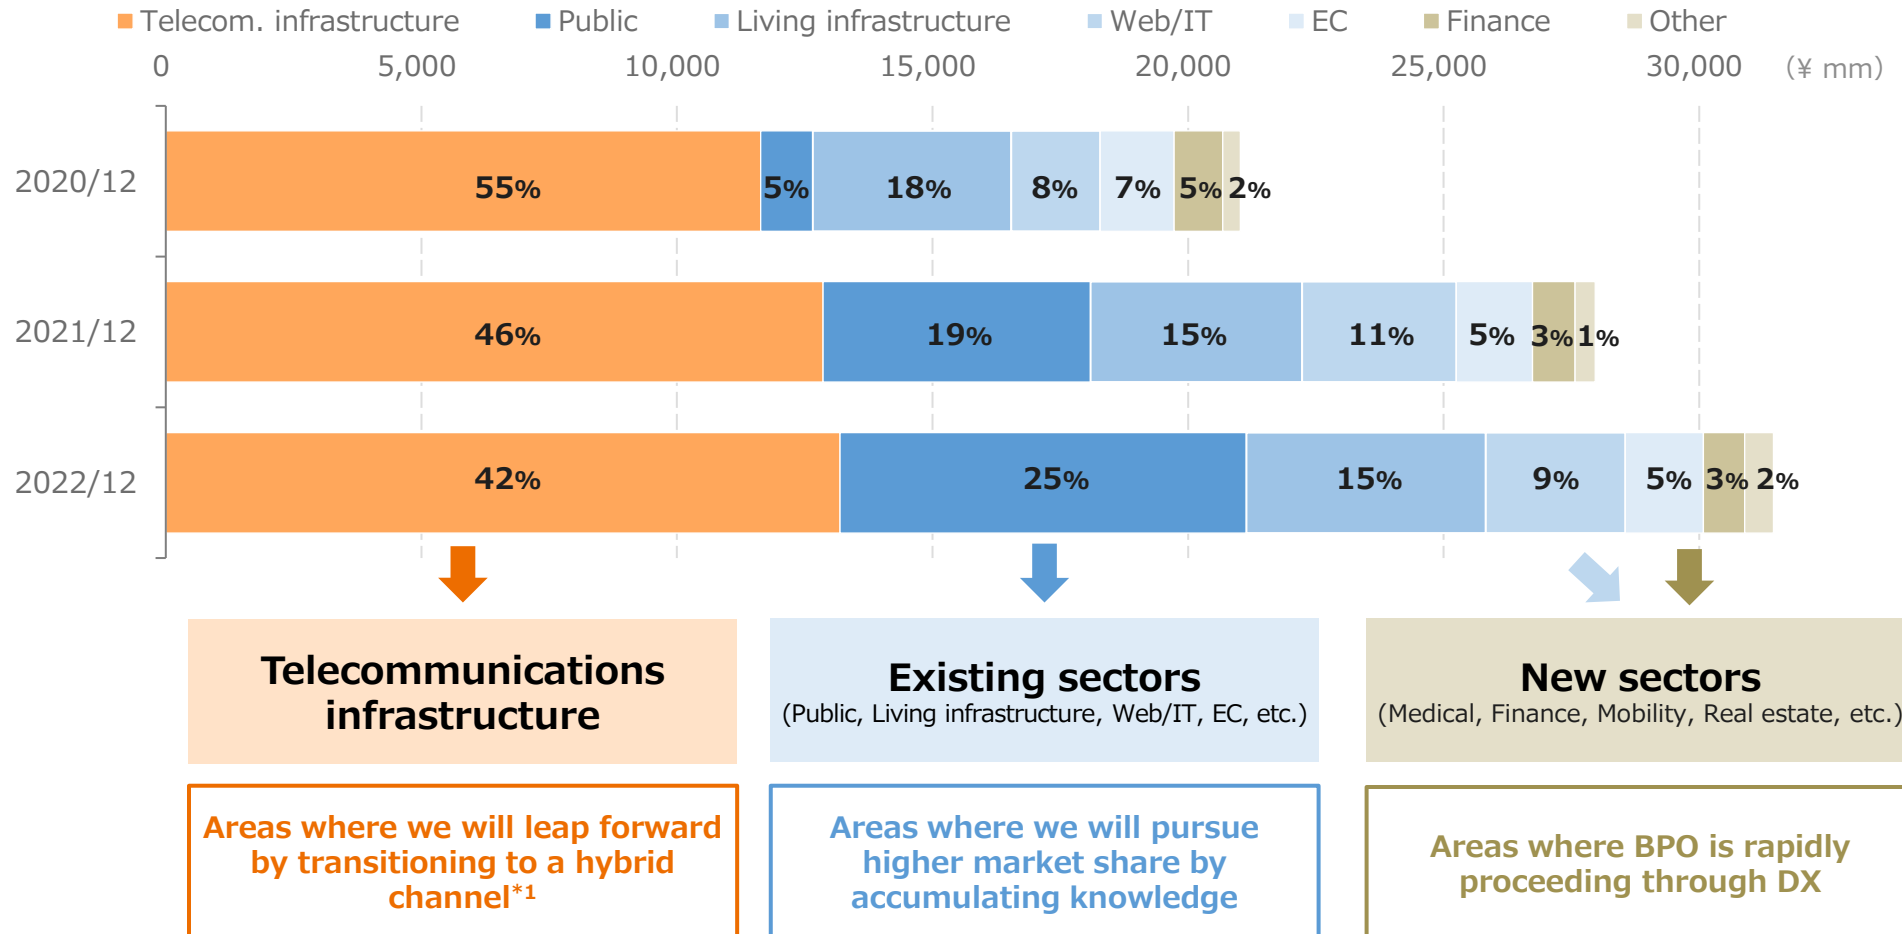 Telecom. infrastructure Public Living infrastructure Web/IT EC Finance Other
0 5,000 10,000 15,000 20,000 25,000 30,000 (¥ mm)
2020/12 55% 5% 18% 8% 7% 5% 2%
2021/12 46% 19% 15% 11% 5% 3% 1%
2022/12 42% 25% 15% 9% 5% 3% 2%
Telecommunications
infrastructure
Existing sectors
(Public, Living infrastructure, Web/IT, EC, etc.)
New sectors
(Medical, Finance, Mobility, Real estate, etc.)
Areas where we will leap forward
by transitioning to a hybrid
channel*1
Areas where we will pursue
higher market share by
accumulating knowledge
Areas where BPO is rapidly
proceeding through DX